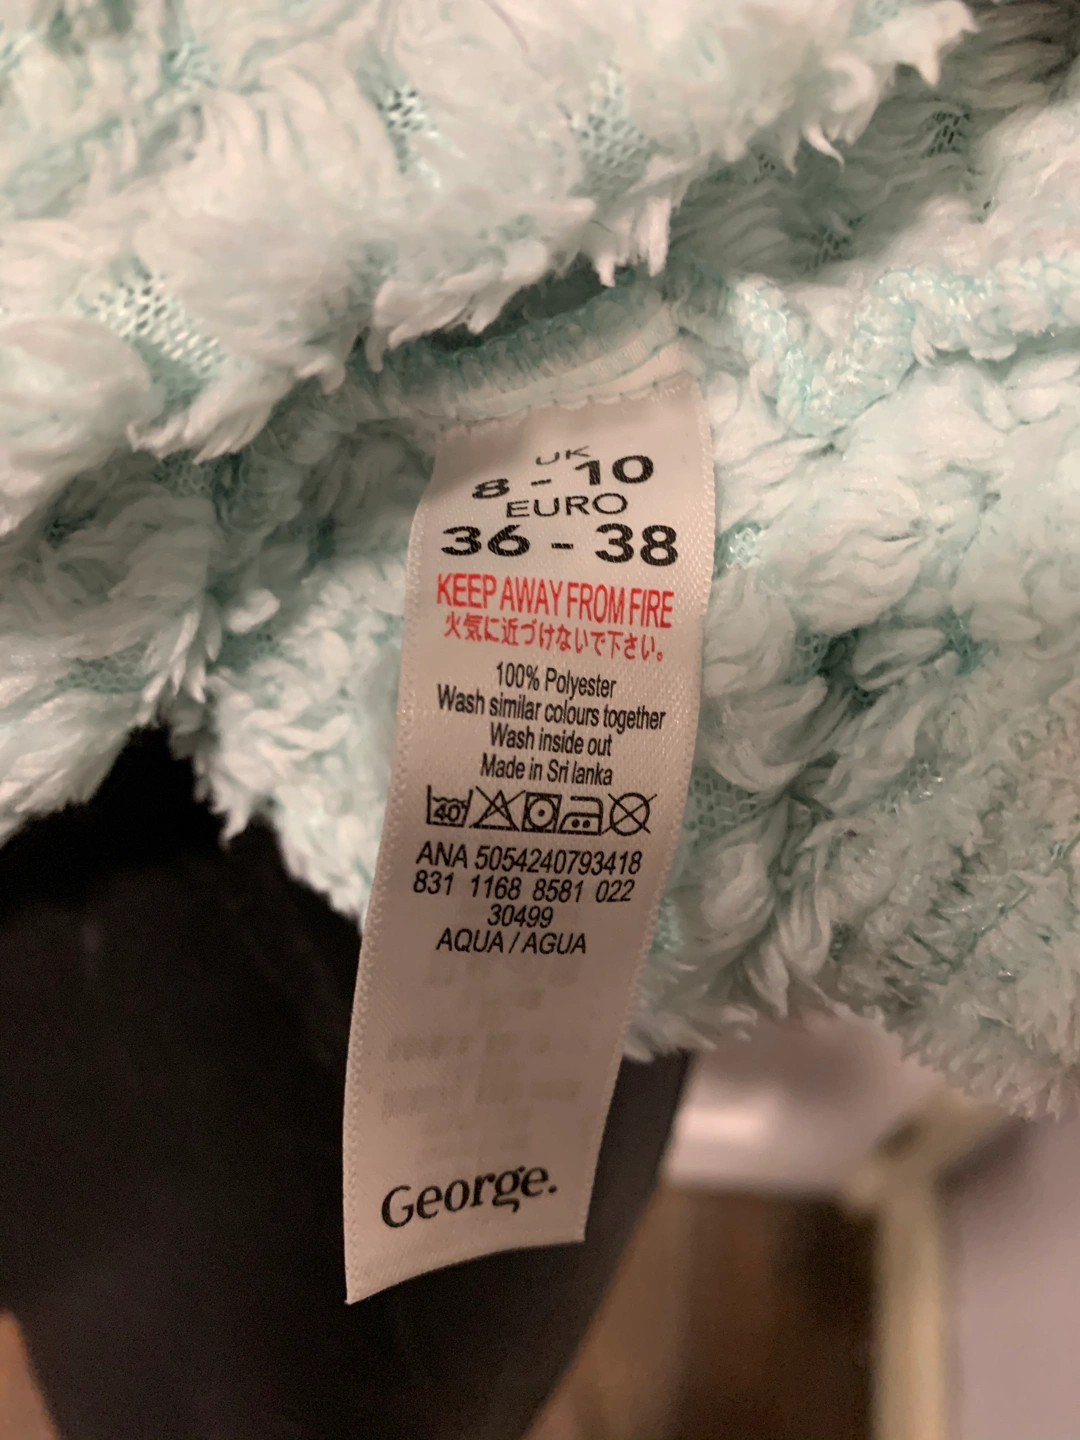 UK
8 - 10
EURO
36 - 38
KEEP AWAY FROM FIRE
火気に近づけないで下さい。
100% Polyester
Wash similar colours together
Wash inside out
Made in Sri lanka
40
ANA 5054240793418
831 1168 8581 022
30499
AQUA / AGUA
George.